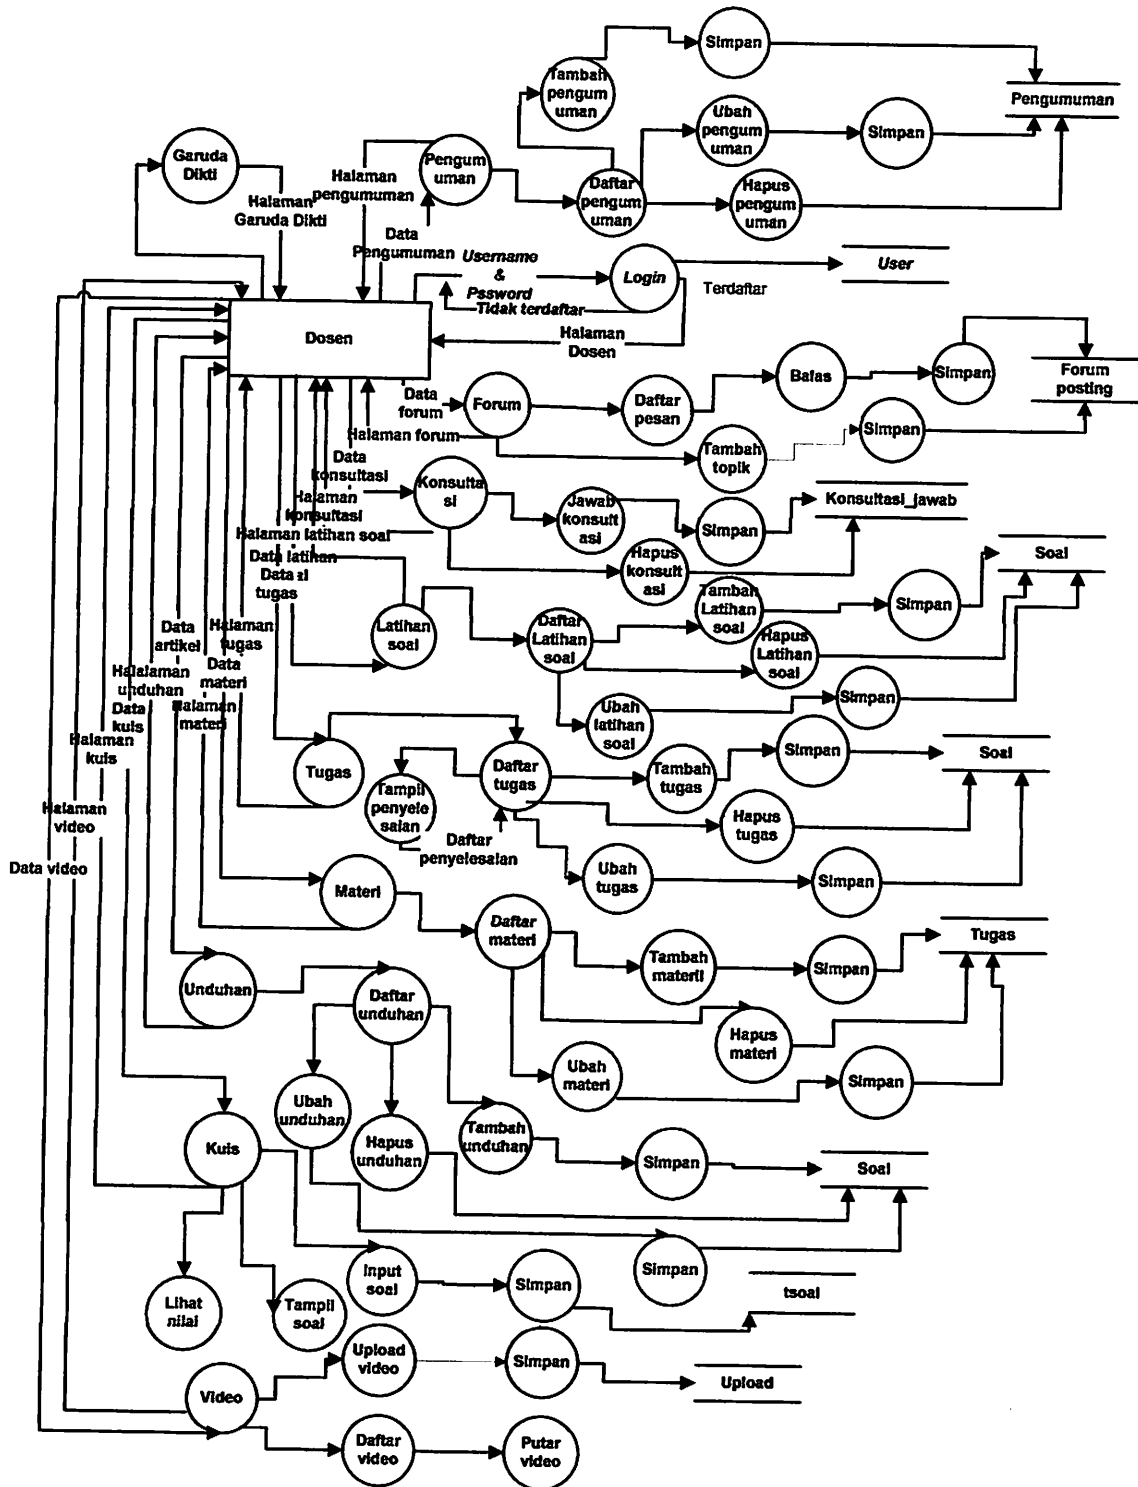 Simpan
Tambah
pengum
uman
Pengumuman
Ubah
pengum
uman
Simpan
Garuda
Dikti
Pengum
uman
Halaman
pengumuman
Daftar
pengum
uman
Hapus
pengum
uman
Halaman
Garuda Dikti
Data
Pengumuman
Username
&
Pssword
Login
User
Terdaftar
Tidak terdaftar
Dosen
Halaman
Dosen
Data
forum
Forum
Daftar
pesan
Balas
Simpan
Forum
posting
Halaman forum
Tambah
topik
Simpan
Data
konsultasi
Konsulta
si
Halaman
konsultasi
Jawab
konsult
asi
Simpan
Konsultasi_jawab
Halaman latihan soal
Hapus
konsult
asi
Soal
Data latihan
Data
tugas
Latihan
soal
Daftar
Latihan
soal
Tambah
Latihan
soal
Simpan
Hapus
Latihan
soal
Ubah
latihan
soal
Simpan
Data
artikel
Halaman
tugas
Data
materi
Halalaman
unduhan
Data
kuis
Halaman
materi
Halaman
kuis
Tugas
Daftar
tugas
Tambah
tugas
Simpan
Soal
Tampil
penyele
saian
Daftar
penyelesaian
Hapus
tugas
Ubah
tugas
Simpan
Halaman
video
Data video
Materi
Daftar
materi
Tambah
materii
Simpan
Tugas
Hapus
materi
Ubah
materi
Simpan
Unduhan
Daftar
unduhan
Ubah
unduhan
Hapus
unduhan
Tambah
unduhan
Simpan
Soal
Simpan
Kuis
Lihat
nilai
Tampil
soal
Input
soal
Simpan
tsoal
Video
Upload
video
Simpan
Upload
Daftar
video
Putar
video